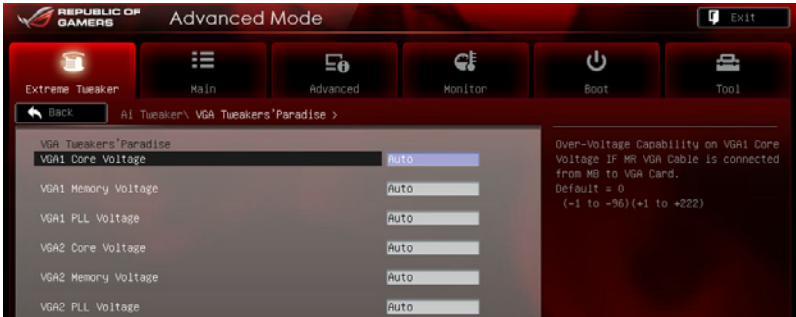 REPUBLIC OF
GAMERS
Advanced Mode
Exit
Extreme Tweaker
Main
Advanced
Monitor
Boot
Tool
Back
Ai Tweaker\ VGA Tweakers'Paradise >
VGA Tweakers'Paradise
VGA1 Core Voltage Auto
VGA1 Memory Voltage Auto
VGA1 PLL Voltage Auto
VGA2 Core Voltage Auto
VGA2 Memory Voltage Auto
VGA2 PLL Voltage Auto
Over-Voltage Capability on VGA1 Core
Voltage IF MR VGA Cable is connected
from MB to VGA Card.
Default = 0
(-1 to -96)(+1 to +222)